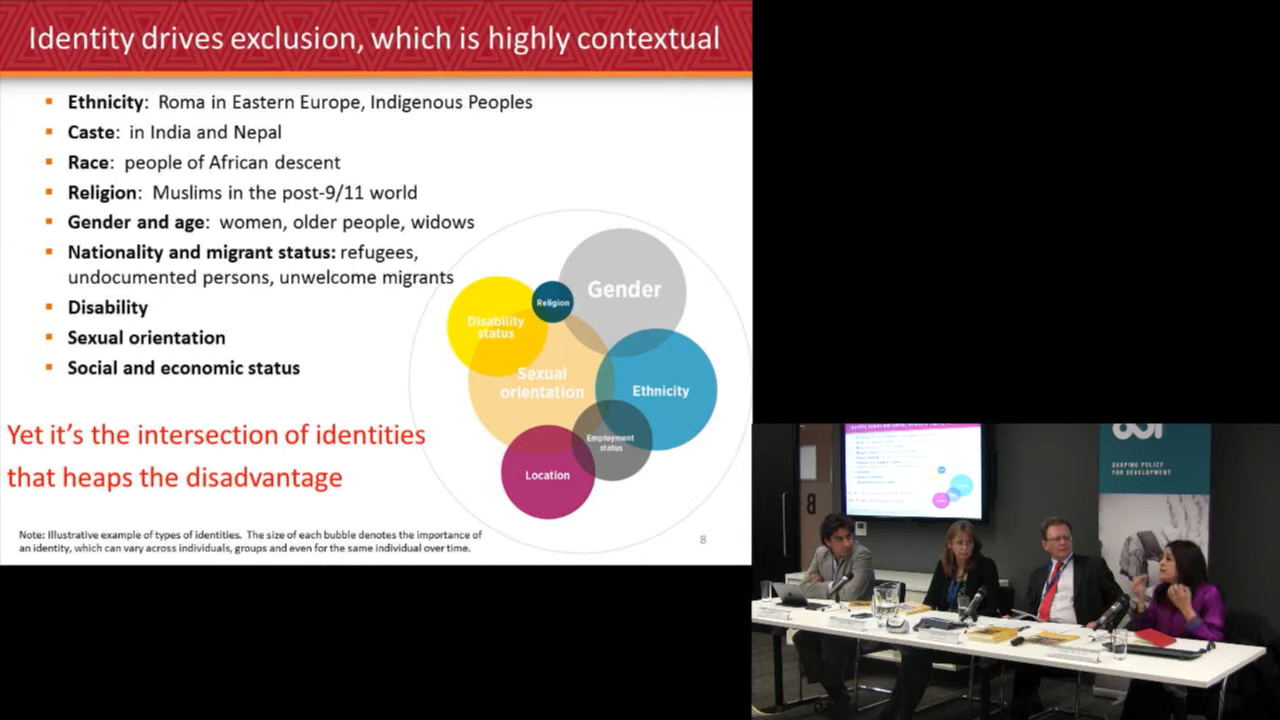 Identity drives exclusion, which is highly contextual
Ethnicity: Roma in Eastern Europe, Indigenous Peoples
Caste: in India and Nepal
Race: people of African descent
Religion: Muslims in the post-9/11 world
Gender and age: women, older people, widows
Nationality and migrant status: refugees,
undocumented persons, unwelcome migrants
Disability
Sexual orientation
Social and economic status
Yet it's the intersection of identities
that heaps the disadvantage
Gender
Religion
Disability
status
Sexual
orientation
Ethnicity
Employment
status
Location
Note: Illustrative example of types of identities. The size of each bubble denotes the importance of
an identity, which can vary across individuals, groups and even for the same individual over time.
8
SHAPING POLICY
FOR DEVELOPMENT